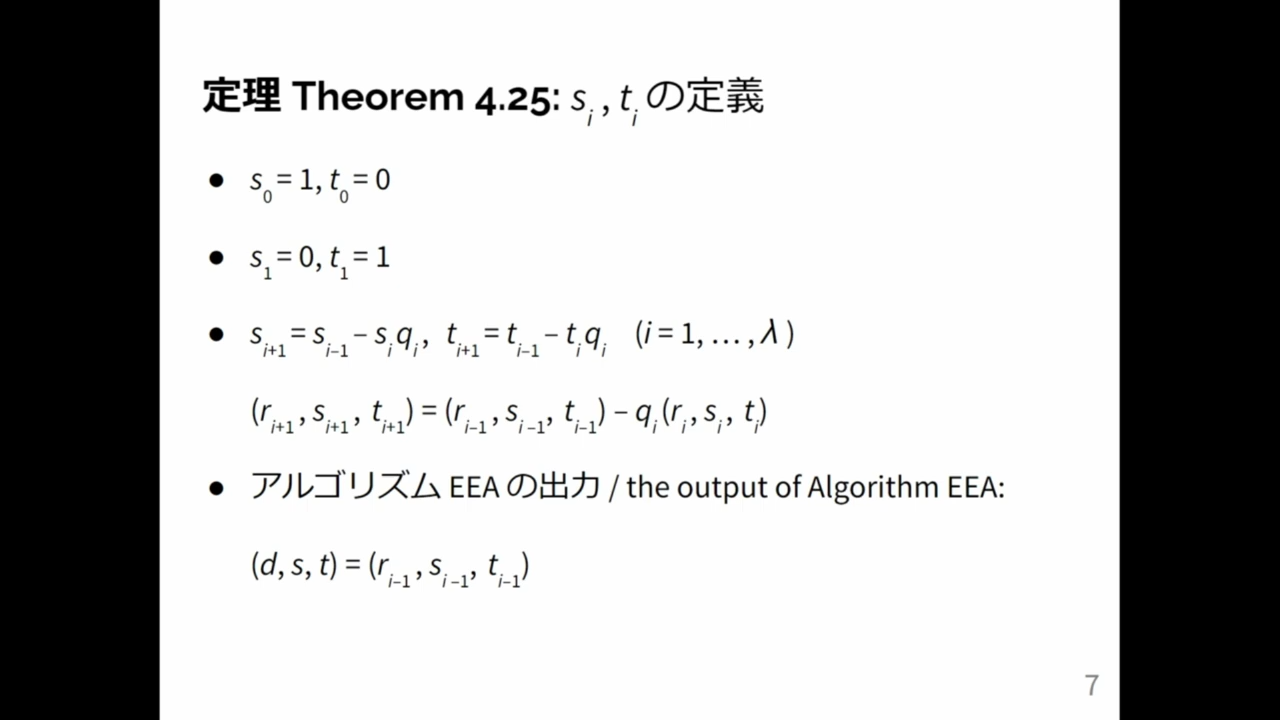 定理 Theorem 4.25: s_i , t_i の定義
● s_0 = 1, t_0 = 0
● s_1 = 0, t_1 = 1
● s_{i+1} = s_{i–1} – s_i q_i, t_{i+1} = t_{i–1} – t_i q_i (i = 1, … , λ )
(r_{i+1} , s_{i+1} , t_{i+1}) = (r_{i–1} , s_{i–1}, t_{i–1}) – q_i (r_i , s_i , t_i)
● アルゴリズム EEA の出力 / the output of Algorithm EEA:
(d, s, t) = (r_{i–1} , s_{i–1}, t_{i–1})
7